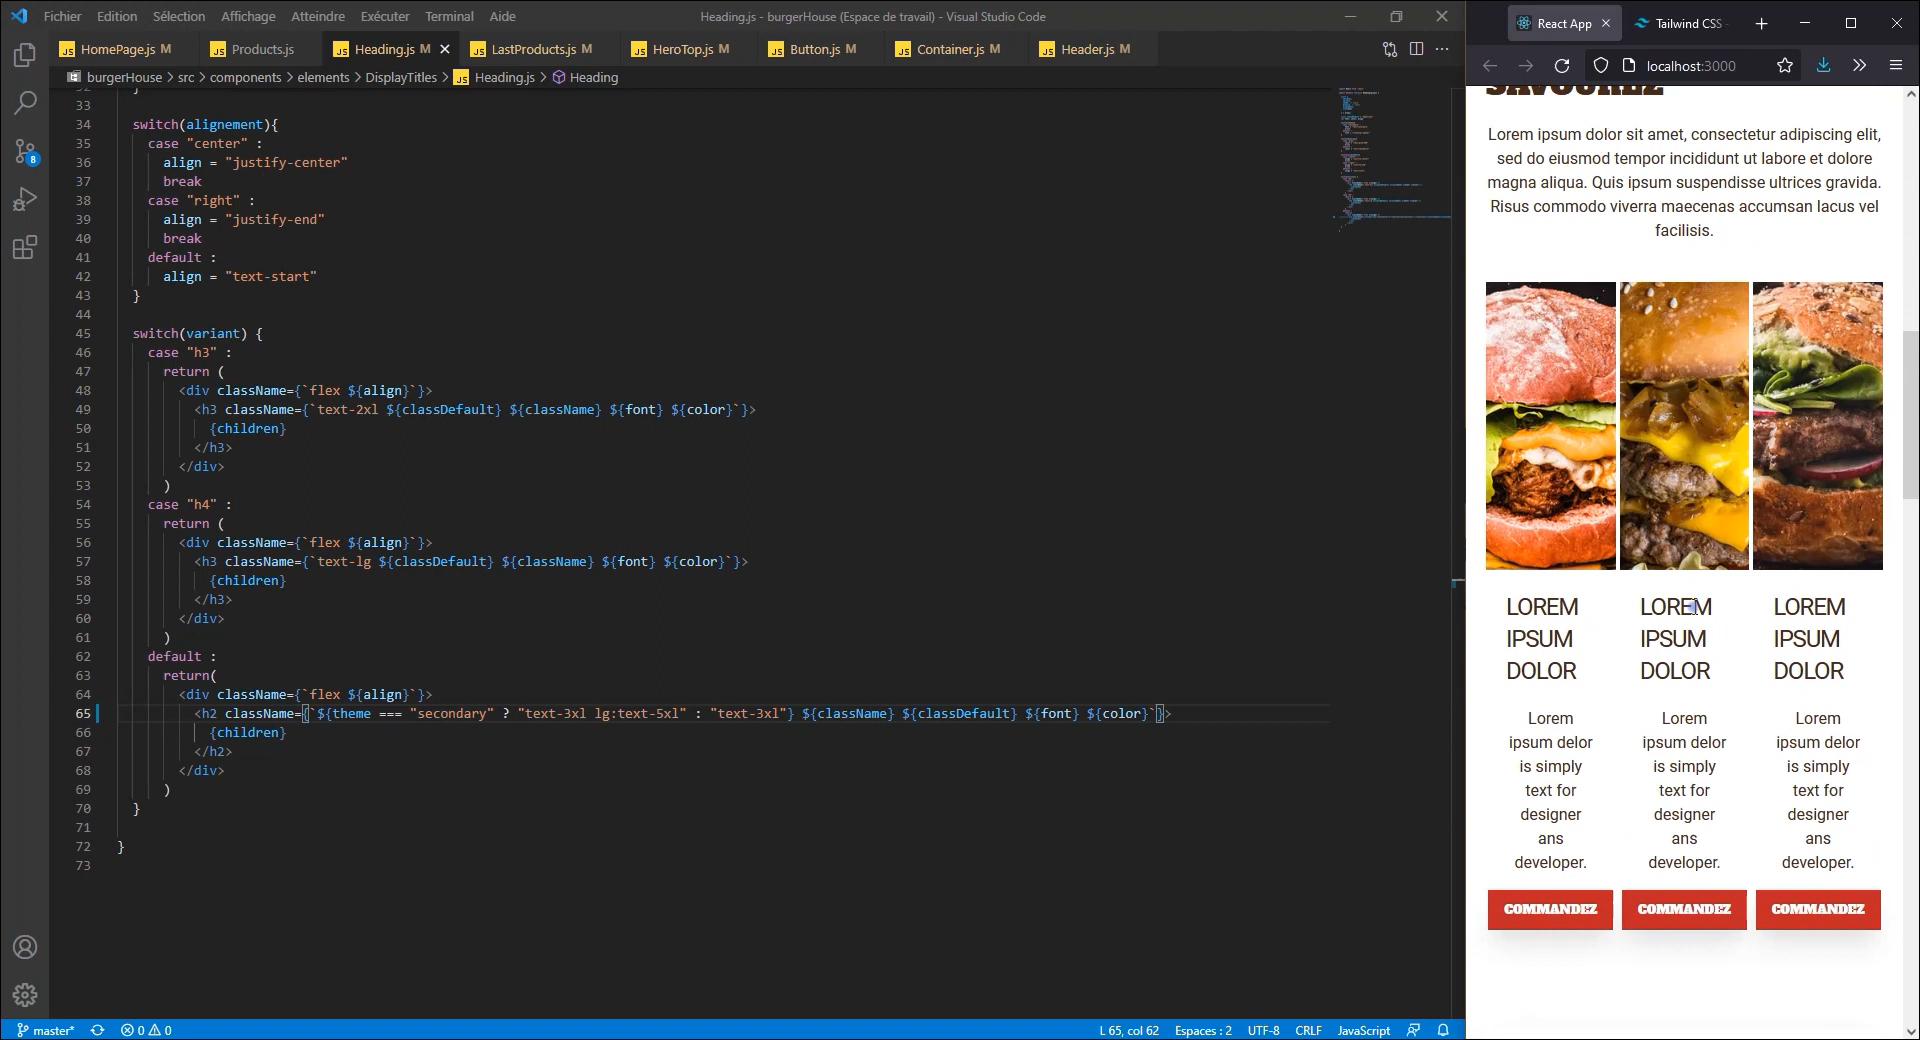 Fichier Edition Sélection Affichage Atteindre Exécuter Terminal Aide
Heading.js - burgerHouse (Espace de travail) - Visual Studio Code
HomePage.js M Products.js Heading.js M LastProducts.js M HeroTop.js M Button.js M Container.js M Header.js M
burgerHouse > src > components > elements > DisplayTitles > Heading.js > Heading
33
34 switch(alignement){
35 case "center" :
36 align = "justify-center"
37 break
38 case "right" :
39 align = "justify-end"
40 break
41 default :
42 align = "text-start"
43 }
44
45 switch(variant) {
46 case "h3" :
47 return (
48 <div className={`flex ${align}`}>
49 <h3 className={`text-2xl ${classDefault} ${className} ${font} ${color}`}>
50 {children}
51 </h3>
52 </div>
53 )
54 case "h4" :
55 return (
56 <div className={`flex ${align}`}>
57 <h3 className={`text-lg ${classDefault} ${className} ${font} ${color}`}>
58 {children}
59 </h3>
60 </div>
61 )
62 default :
63 return(
64 <div className={`flex ${align}`}>
65 <h2 className={`${theme === "secondary" ? "text-3xl lg:text-5xl" : "text-3xl"} ${className} ${classDefault} ${font} ${color}`}>
66 {children}
67 </h2>
68 </div>
69 )
70 }
71
72 }
73
8
master* 0 0
L 65, col 62 Espaces : 2 UTF-8 CRLF JavaScript
React App Tailwind CSS
localhost:3000
SAVOUREZ
Lorem ipsum dolor sit amet, consectetur adipiscing elit,
sed do eiusmod tempor incididunt ut labore et dolore
magna aliqua. Quis ipsum suspendisse ultrices gravida.
Risus commodo viverra maecenas accumsan lacus vel
facilisis.
LOREM
IPSUM
DOLOR
Lorem
ipsum delor
is simply
text for
designer
ans
developer.
COMMANDEZ
LOREM
IPSUM
DOLOR
Lorem
ipsum delor
is simply
text for
designer
ans
developer.
COMMANDEZ
LOREM
IPSUM
DOLOR
Lorem
ipsum delor
is simply
text for
designer
ans
developer.
COMMANDEZ